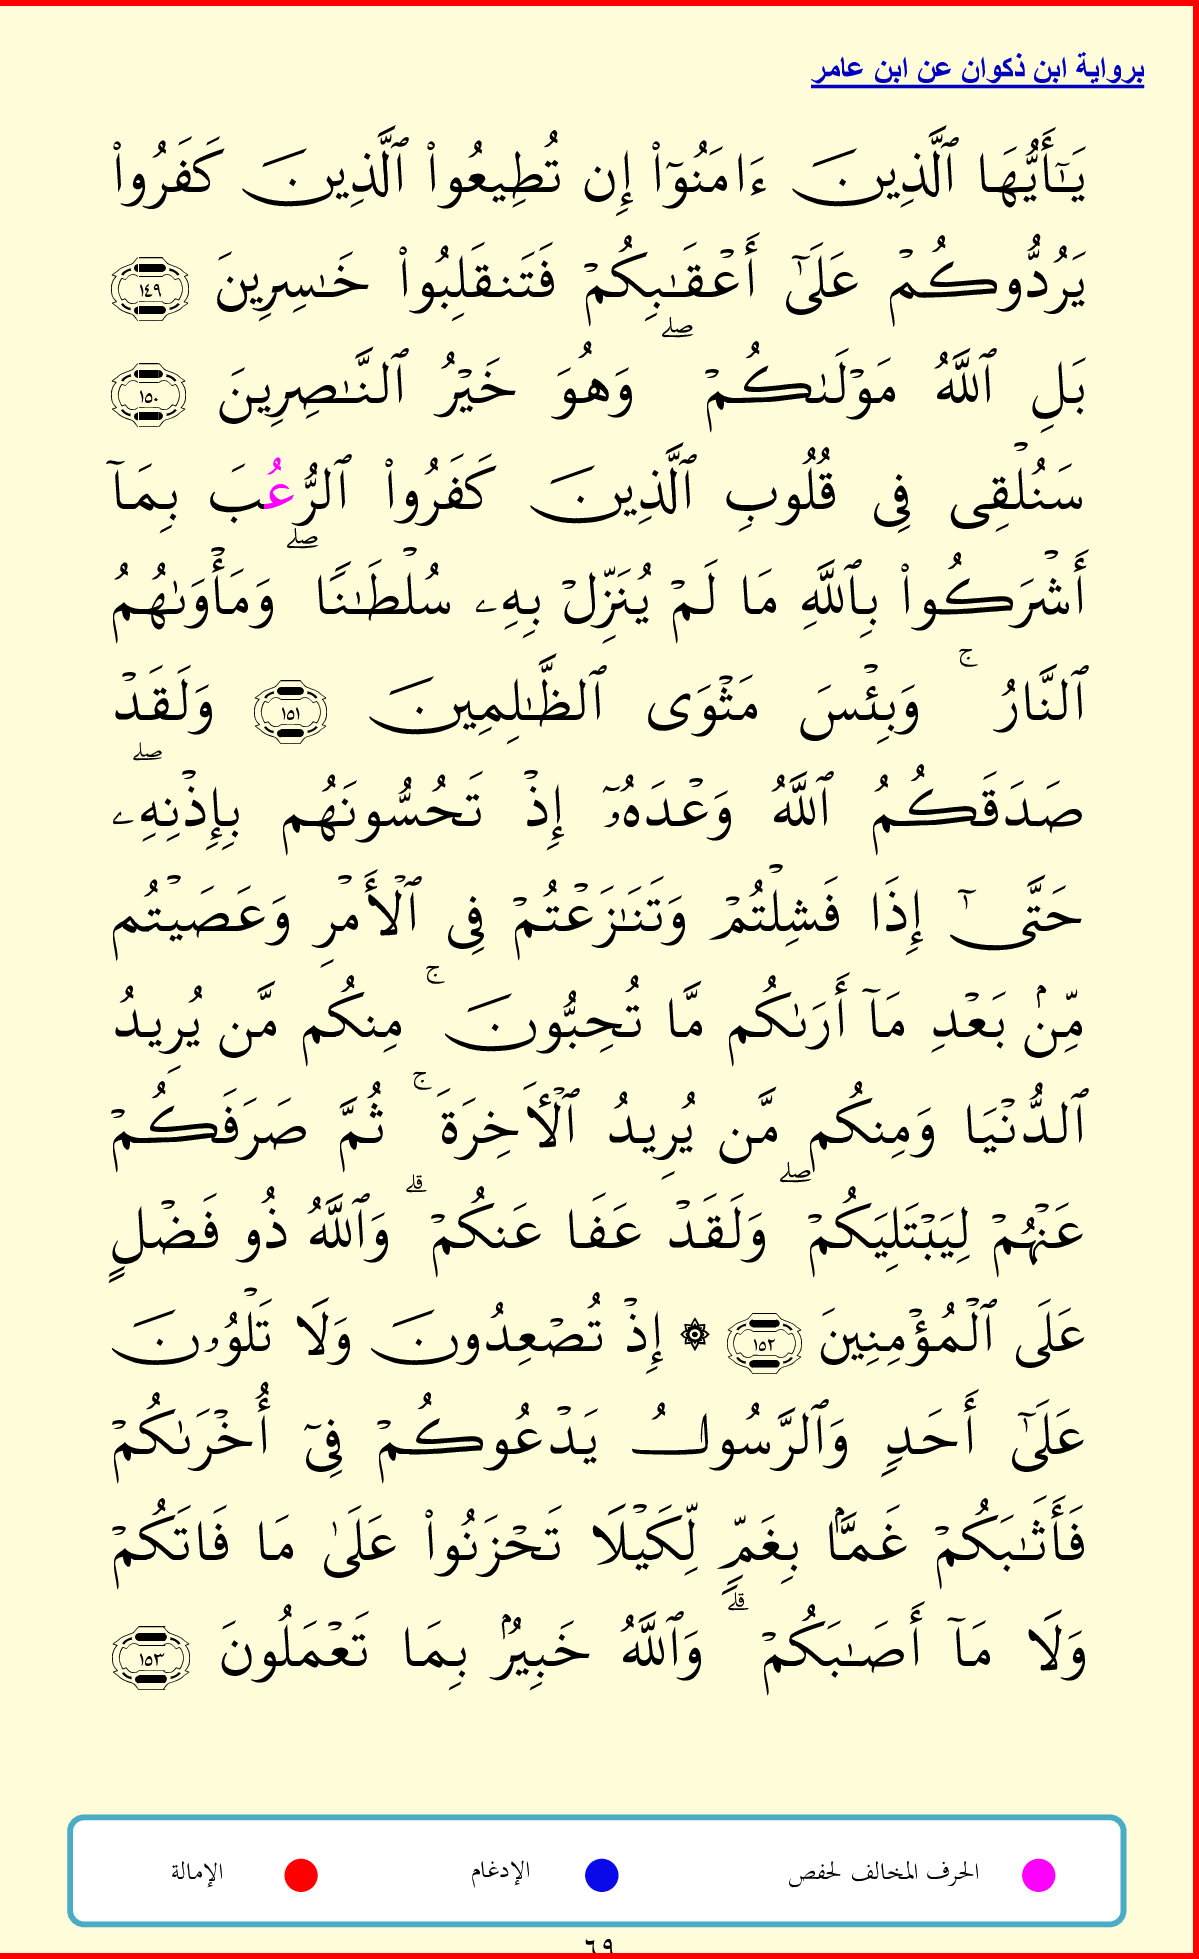 برواية ابن ذكوان عن ابن عامر
يَـٰٓأَيُّهَا ٱلَّذِينَ ءَامَنُوٓا۟ إِن تُطِيعُوا۟ ٱلَّذِينَ كَفَرُوا۟
يَرُدُّوكُمْ عَلَىٰٓ أَعْقَـٰبِكُمْ فَتَنقَلِبُوا۟ خَـٰسِرِينَ ١٤٩
بَلِ ٱللَّهُ مَوْلَىٰكُمْ ۖ وَهُوَ خَيْرُ ٱلنَّـٰصِرِينَ ١٥٠
سَنُلْقِى فِى قُلُوبِ ٱلَّذِينَ كَفَرُوا۟ ٱلرُّعُبَ بِمَآ
أَشْرَكُوا۟ بِٱللَّهِ مَا لَمْ يُنَزِّلْ بِهِۦ سُلْطَـٰنًا ۖ وَمَأْوَىٰهُمُ
ٱلنَّارُ ۚ وَبِئْسَ مَثْوَى ٱلظَّـٰلِمِينَ ١٥١ وَلَقَدْ
صَدَقَكُمُ ٱللَّهُ وَعْدَهُۥٓ إِذْ تَحُسُّونَهُم بِإِذْنِهِۦ ۖ
حَتَّىٰٓ إِذَا فَشِلْتُمْ وَتَنَـٰزَعْتُمْ فِى ٱلْأَمْرِ وَعَصَيْتُم
مِّنۢ بَعْدِ مَآ أَرَىٰكُم مَّا تُحِبُّونَ ۚ مِنكُم مَّن يُرِيدُ
ٱلدُّنْيَا وَمِنكُم مَّن يُرِيدُ ٱلْأَخِرَةَ ۚ ثُمَّ صَرَفَكُمْ
عَنْهُمْ لِيَبْتَلِيَكُمْ ۖ وَلَقَدْ عَفَا عَنكُمْ ۗ وَٱللَّهُ ذُو فَضْلٍ
عَلَى ٱلْمُؤْمِنِينَ ١٥٢ ۞ إِذْ تُصْعِدُونَ وَلَا تَلْوُۥنَ
عَلَىٰٓ أَحَدٍ وَٱلرَّسُولُ يَدْعُوكُمْ فِىٓ أُخْرَىٰكُمْ
فَأَثَـٰبَكُمْ غَمًّۢا بِغَمٍّ لِّكَيْلَا تَحْزَنُوا۟ عَلَىٰ مَا فَاتَكُمْ
وَلَا مَآ أَصَـٰبَكُمْ ۗ وَٱللَّهُ خَبِيرٌۢ بِمَا تَعْمَلُونَ ١٥٣
الحرف المخالف لحفص الإدغام الإمالة
٦٩